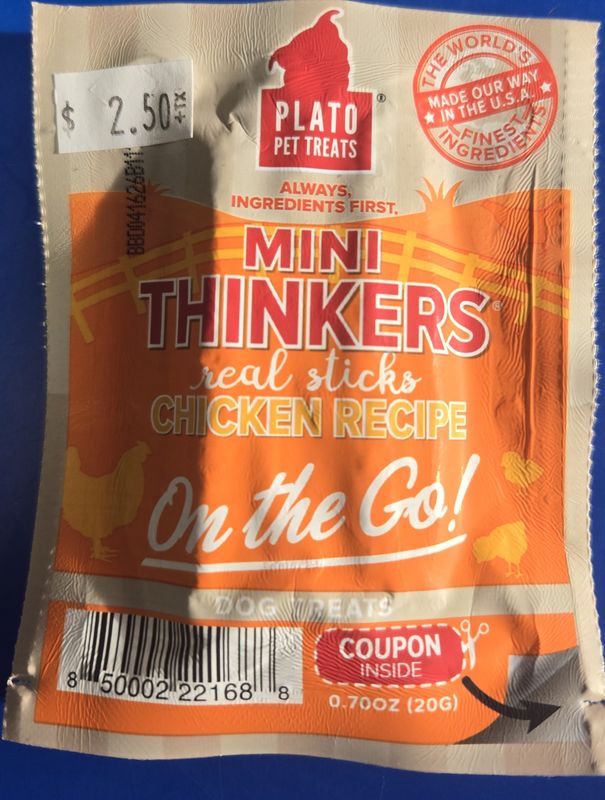 $ 2.50+TX
PLATO
PET TREATS
®
ALWAYS,
INGREDIENTS FIRST.
THE WORLD'S
MADE OUR WAY
IN THE U.S.A.
FINEST
INGREDIENTS
BBD041626B11
MINI
THINKERS®
real sticks
CHICKEN RECIPE
On the Go!
DOG TREATS
8 50002 22168 8
COUPON
INSIDE
0.70OZ (20G)